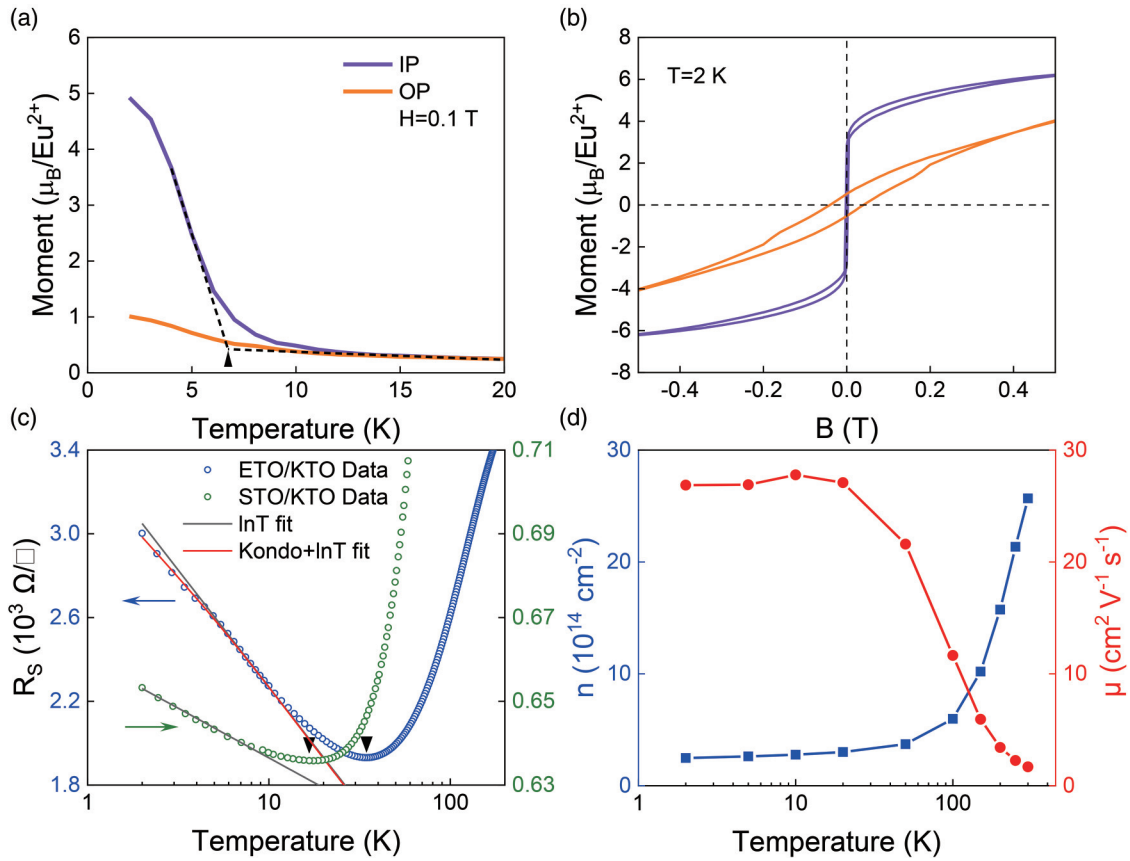 (a)
6
5
4
3
2
1
0
Moment (μB/Eu2+)
IP
OP
H=0.1 T
0 5 10 15 20
Temperature (K)
(b)
8
6
4
2
0
-2
-4
-6
-8
Moment (μB/Eu2+)
T=2 K
-0.4 -0.2 0.0 0.2 0.4
B (T)
(c)
3.4
3.0
2.6
2.2
1.8
RS (103 Ω/□)
ETO/KTO Data
STO/KTO Data
lnT fit
Kondo+lnT fit
0.71
0.69
0.67
0.65
0.63
1 10 100
Temperature (K)
(d)
30
20
10
0
n (1014 cm-2)
30
20
10
0
μ (cm2 V-1 s-1)
1 10 100
Temperature (K)